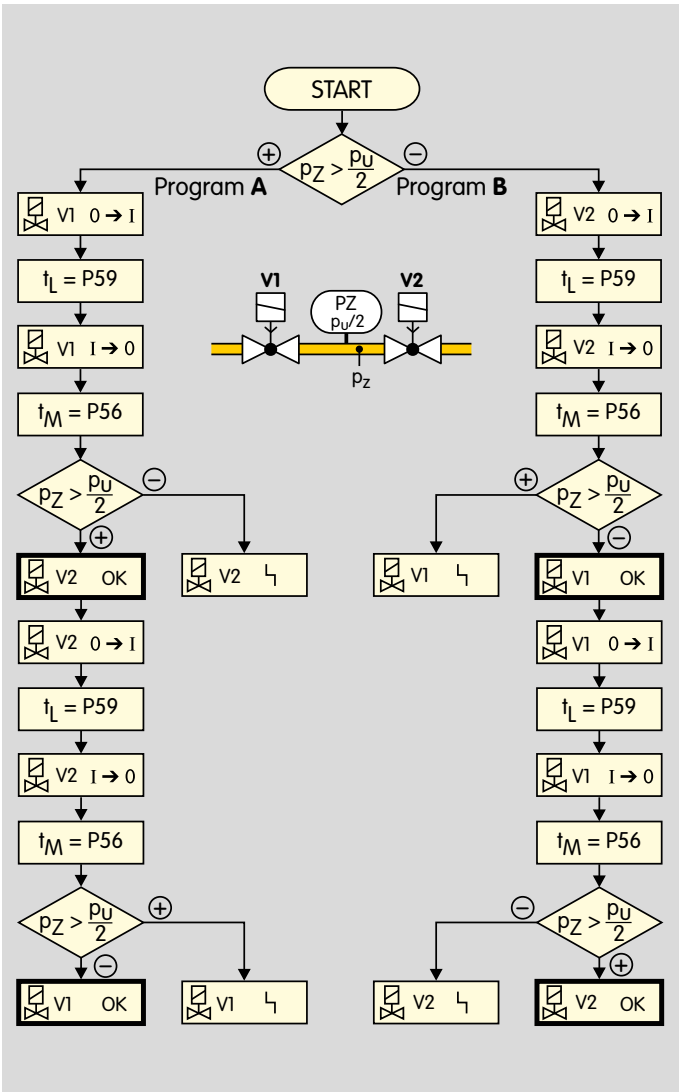 START
pZ > pU/2
+
−
Program A
Program B
V1 0 → I
V2 0 → I
tL = P59
tL = P59
V1
V2
PZ
pU/2
pZ
V1 I → 0
V2 I → 0
tM = P56
tM = P56
pZ > pU/2
−
+
pZ > pU/2
+
−
V2 OK
V2
V1
V1 OK
V2 0 → I
V1 0 → I
tL = P59
tL = P59
V2 I → 0
V1 I → 0
tM = P56
tM = P56
pZ > pU/2
+
−
pZ > pU/2
−
+
V1 OK
V1
V2
V2 OK